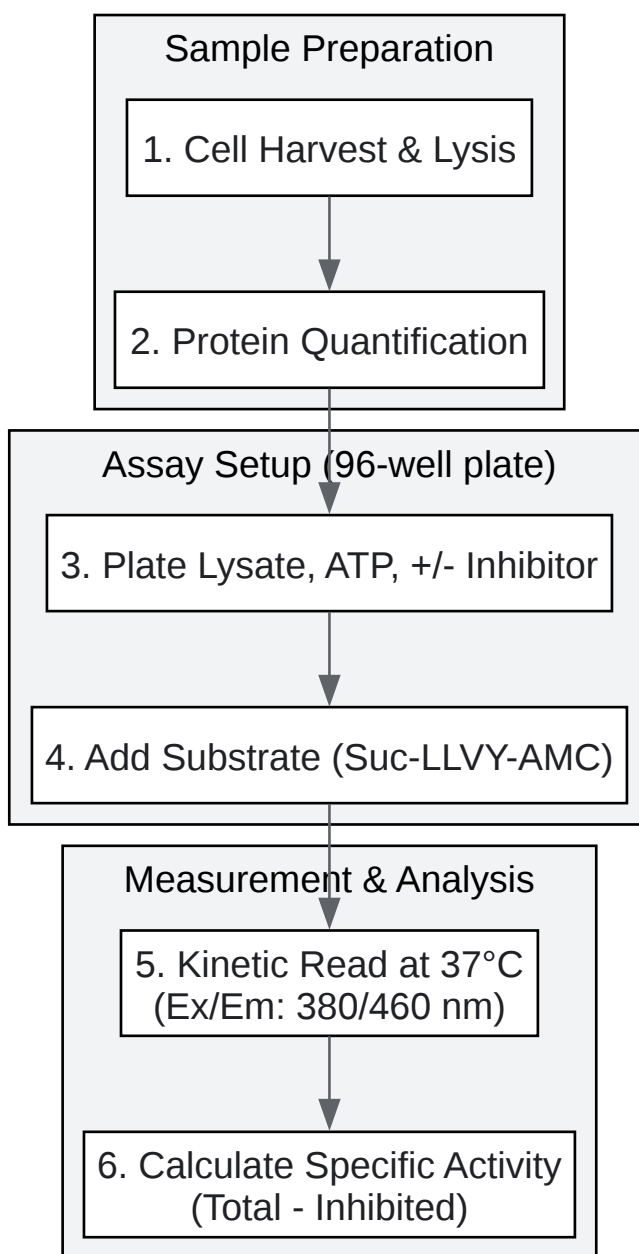 Sample Preparation
1. Cell Harvest & Lysis
2. Protein Quantification
Assay Setup (96-well plate)
3. Plate Lysate, ATP, +/- Inhibitor
4. Add Substrate (Suc-LLVY-AMC)
Measurement & Analysis
5. Kinetic Read at 37°C
(Ex/Em: 380/460 nm)
6. Calculate Specific Activity
(Total - Inhibited)